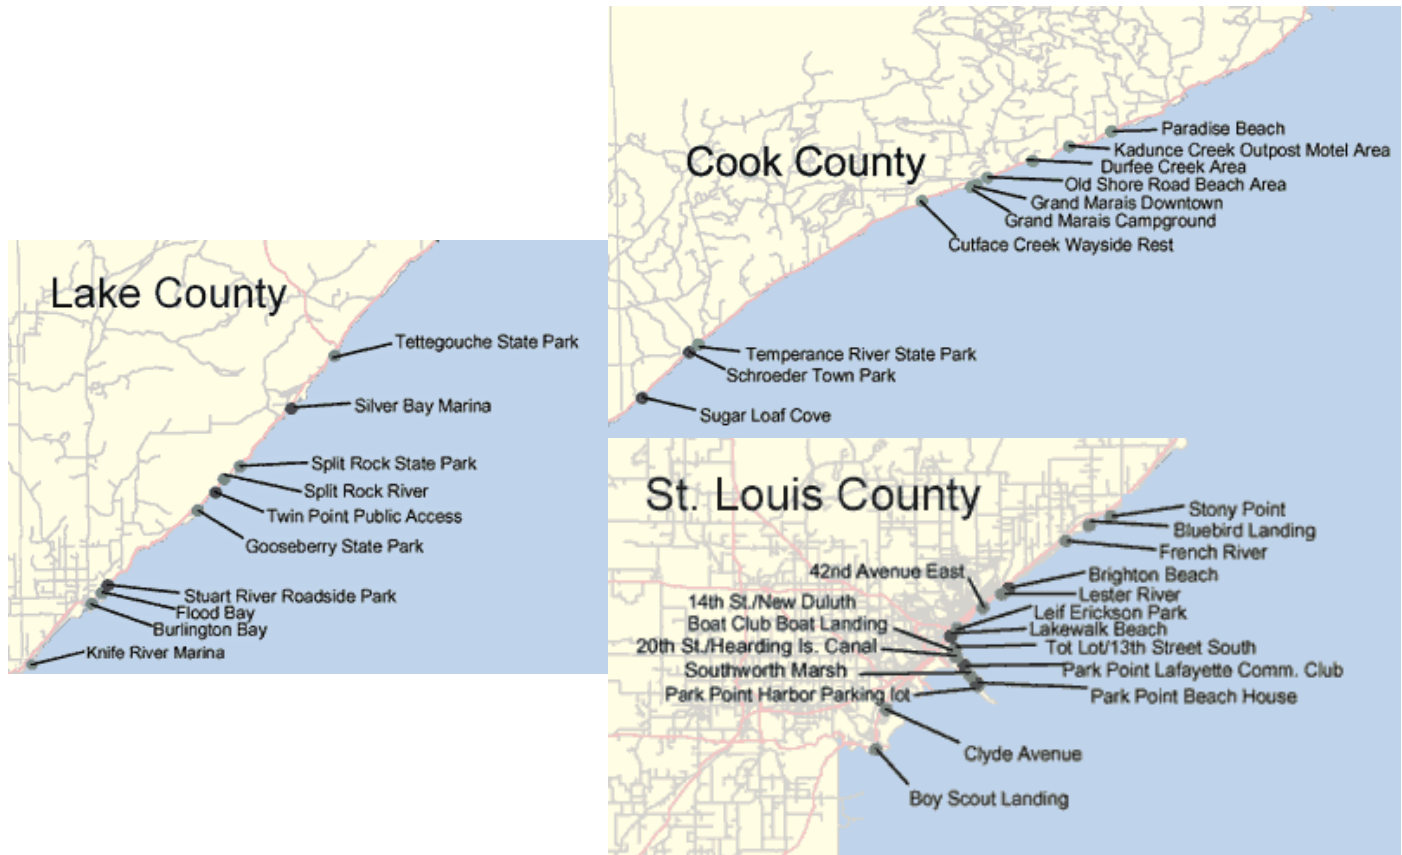 Cook County
Paradise Beach
Kadunce Creek Outpost Motel Area
Durfee Creek Area
Old Shore Road Beach Area
Grand Marais Downtown
Grand Marais Campground
Cutface Creek Wayside Rest
Temperance River State Park
Schroeder Town Park
Sugar Loaf Cove
Lake County
Tettegouche State Park
Silver Bay Marina
Split Rock State Park
Split Rock River
Twin Point Public Access
Gooseberry State Park
Stuart River Roadside Park
Flood Bay
Burlington Bay
Knife River Marina
St. Louis County
Stony Point
Bluebird Landing
French River
42nd Avenue East
Brighton Beach
Lester River
14th St./New Duluth
Leif Erickson Park
Boat Club Boat Landing
Lakewalk Beach
20th St./Hearding Is. Canal
Tot Lot/13th Street South
Southworth Marsh
Park Point Lafayette Comm. Club
Park Point Harbor Parking lot
Park Point Beach House
Clyde Avenue
Boy Scout Landing